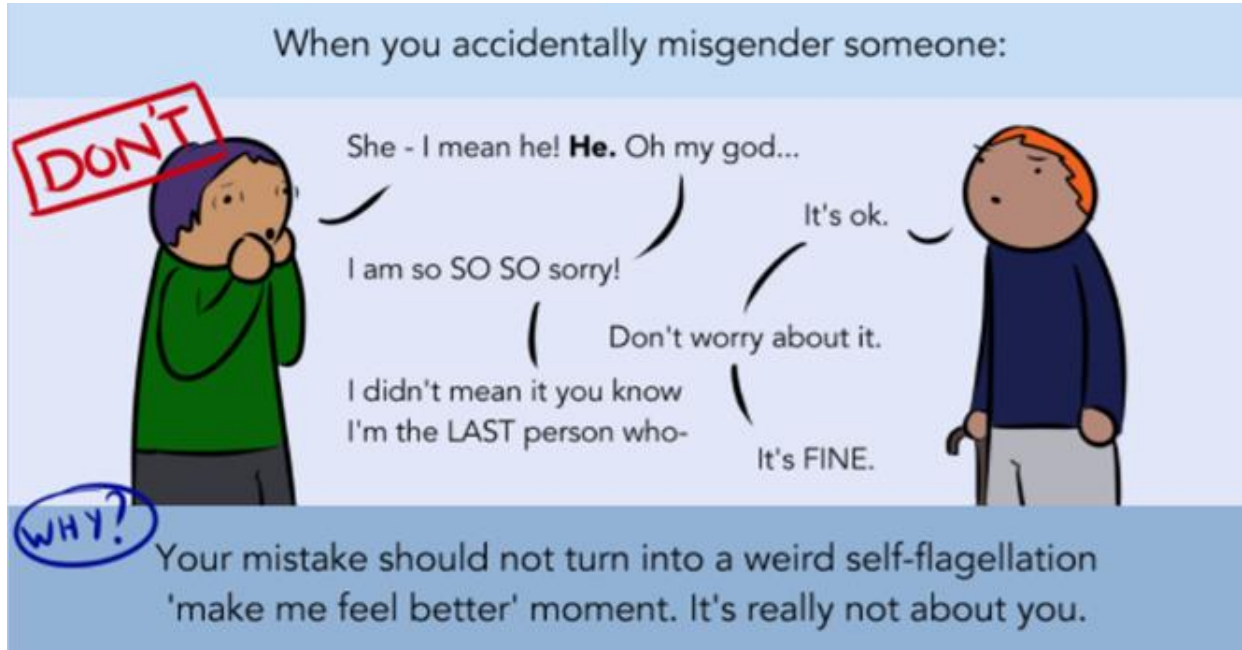 When you accidentally misgender someone:
DON'T
She - I mean he! He. Oh my god...
It's ok.
I am so SO SO sorry!
Don't worry about it.
I didn't mean it you know
I'm the LAST person who-
It's FINE.
WHY?
Your mistake should not turn into a weird self-flagellation
'make me feel better' moment. It's really not about you.